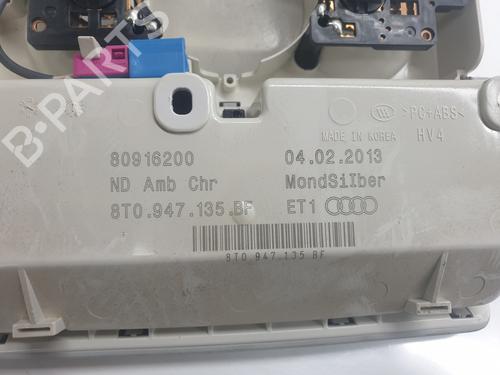 B-PARTS
>PC+ABS<
MADE IN KOREA HV4
80916200 04.02.2013
ND Amb Chr MondSilber
8T0.947.135.BF ET1
8T0 947.135 BF